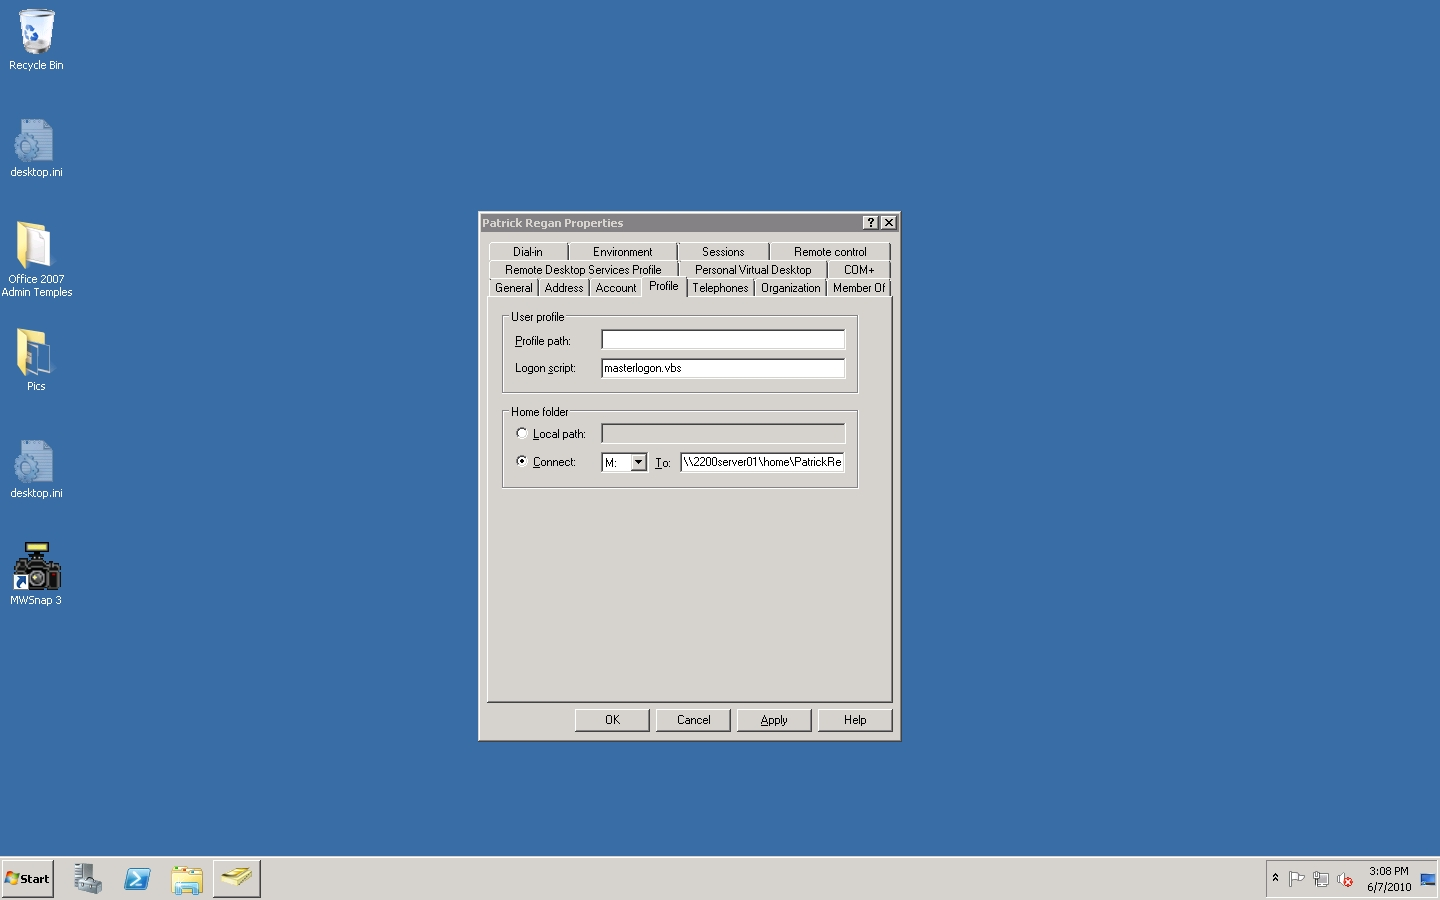 Recycle Bin
desktop.ini
Office 2007
Admin Temples
Pics
desktop.ini
MWSnap 3
Patrick Regan Properties
Dial-in Environment Sessions Remote control
Remote Desktop Services Profile Personal Virtual Desktop COM+
General Address Account Profile Telephones Organization Member Of
User profile
Profile path:
Logon script: masterlogon.vbs
Home folder
Local path:
Connect: M: To: \\2200server01\home\PatrickRe
OK Cancel Apply Help
Start
3:08 PM
6/7/2010